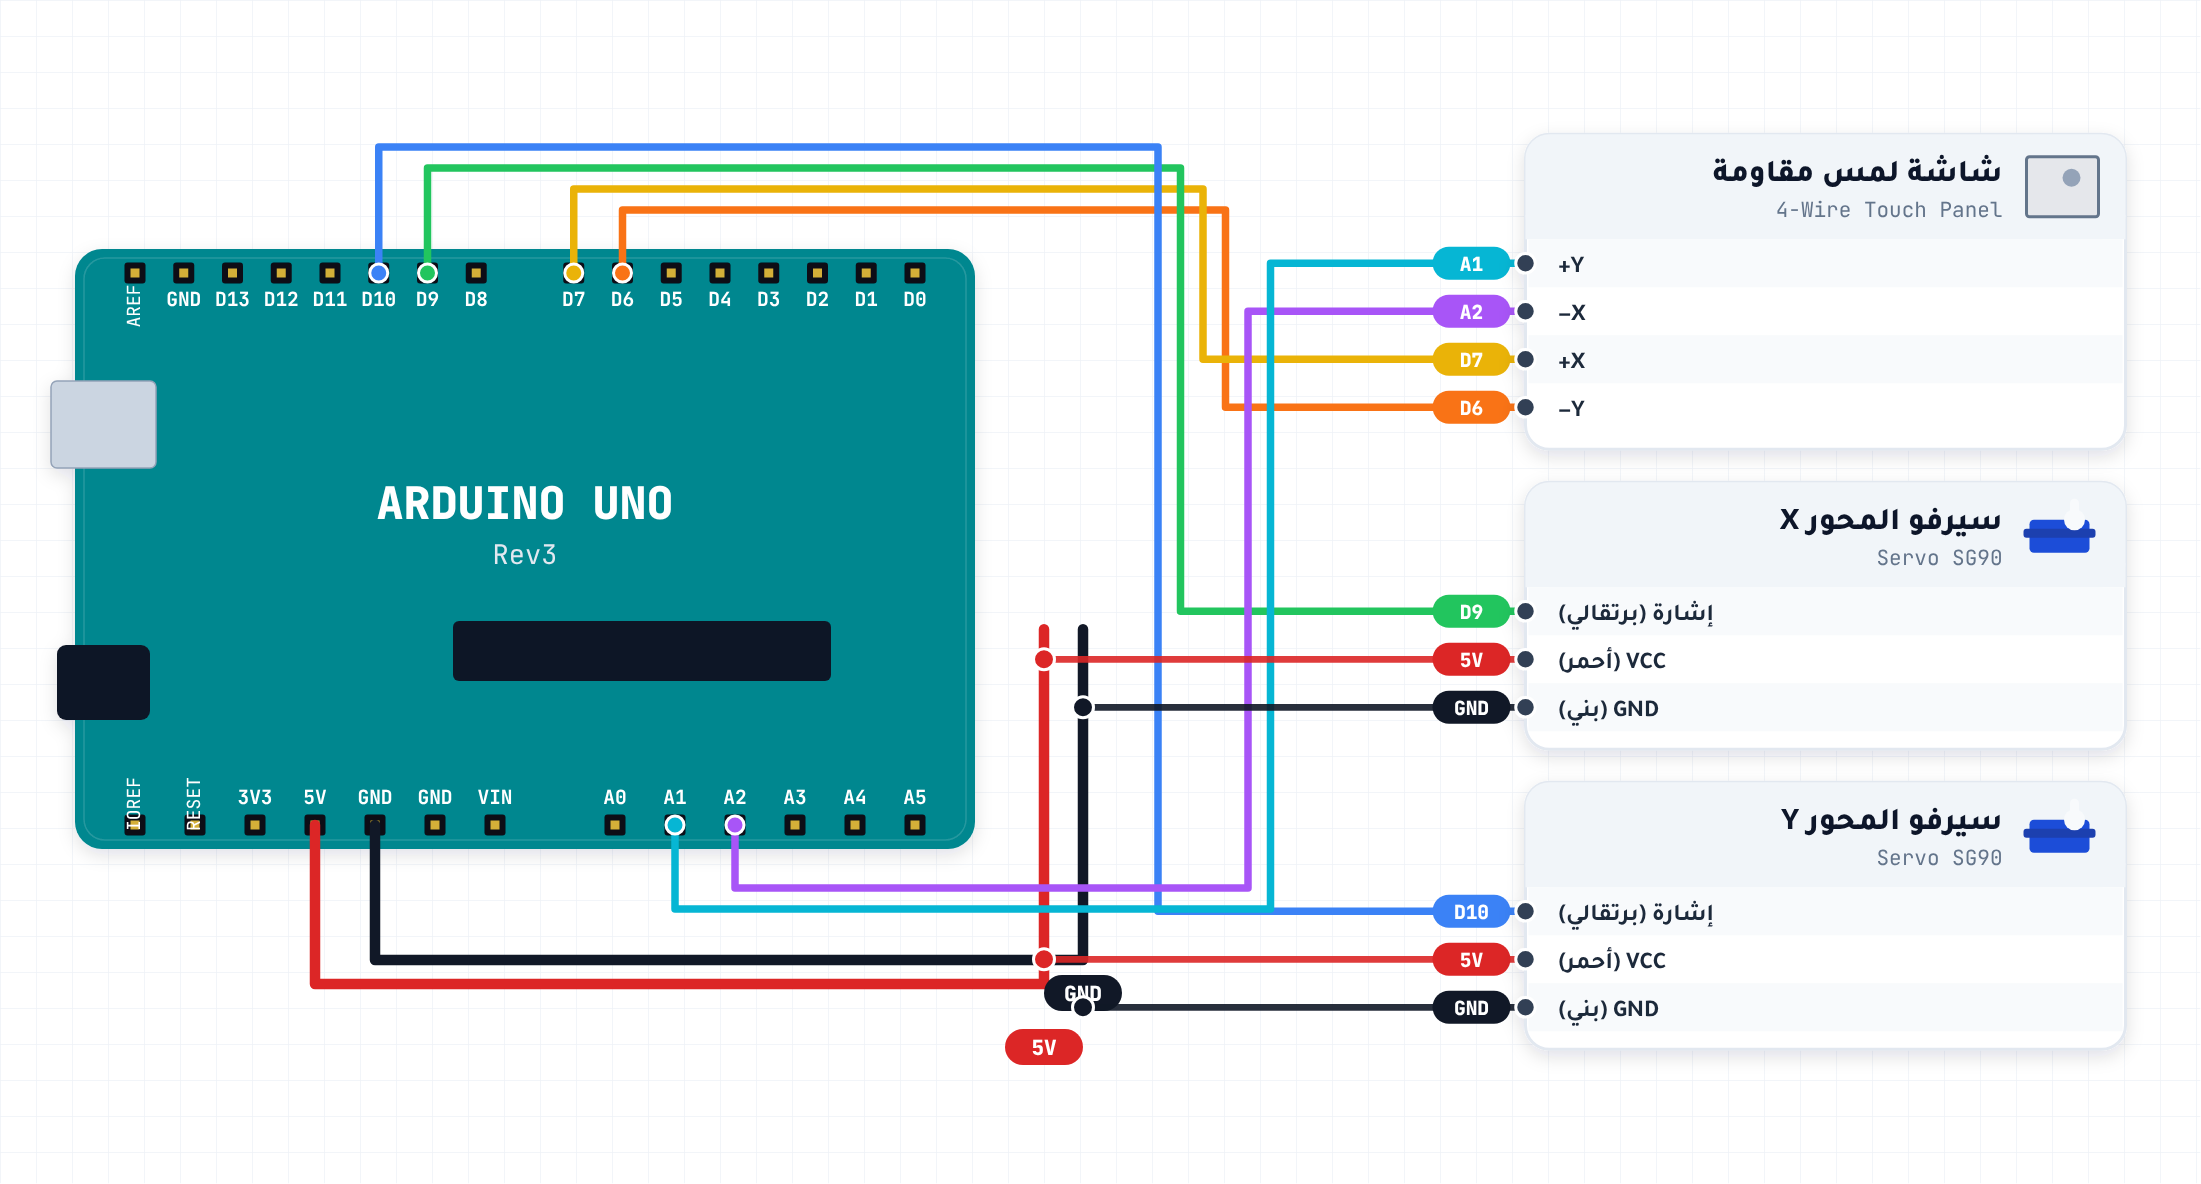 AREF
GND D13 D12 D11 D10 D9 D8 D7 D6 D5 D4 D3 D2 D1 D0
ARDUINO UNO
Rev3
IOREF
RESET
3V3 5V GND GND VIN A0 A1 A2 A3 A4 A5
GND
5V
شاشة لمس مقاومة
4-Wire Touch Panel
A1 +Y
A2 −X
D7 +X
D6 −Y
سيرفو المحور X
Servo SG90
D9 إشارة (برتقالي)
5V VCC (أحمر)
GND GND (بني)
سيرفو المحور Y
Servo SG90
D10 إشارة (برتقالي)
5V VCC (أحمر)
GND GND (بني)